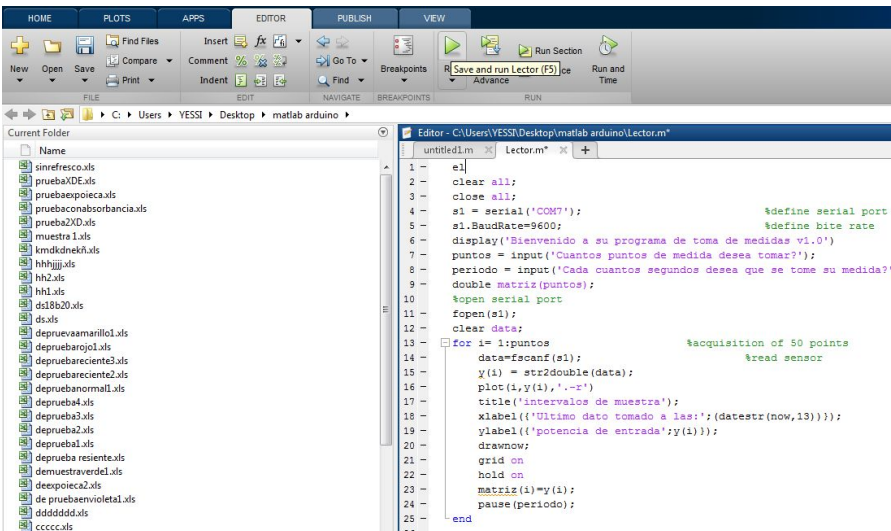 HOME PLOTS APPS EDITOR PUBLISH VIEW
New Open Save Find Files Compare Print
Insert fx Comment Indent
Go To Find
Breakpoints
Save and run Lector (F5)
Advance
Run Section
Run and Time
FILE EDIT NAVIGATE BREAKPOINTS RUN
C: Users YESSI Desktop matlab arduino
Current Folder
Name
sinrefresco.xls
pruebaXDE.xls
pruebaexpoieca.xls
pruebaconabsorbancia.xls
prueba2XD.xls
muestra 1.xls
kmdkdnekñ.xls
hhhjjjj.xls
hh2.xls
hh1.xls
ds18b20.xls
ds.xls
depruevaamarillo1.xls
depruebarojo1.xls
depruebareciente3.xls
depruebareciente2.xls
depruebanormal1.xls
deprueba4.xls
deprueba3.xls
deprueba2.xls
deprueba1.xls
deprueba resiente.xls
demuestraverde1.xls
deexpoieca2.xls
de pruebaenvioleta1.xls
ddddddd.xls
ccccc.xls
Editor - C:\Users\YESSI\Desktop\matlab arduino\Lector.m*
untitled1.m Lector.m* +
1 - el
2 - clear all;
3 - close all;
4 - s1 = serial('COM7'); %define serial port
5 - s1.BaudRate=9600; %define bite rate
6 - display('Bienvenido a su programa de toma de medidas v1.0')
7 - puntos = input('Cuantos puntos de medida desea tomar?');
8 - periodo = input('Cada cuantos segundos desea que se tome su medida?'
9 - double matriz(puntos);
10 %open serial port
11 - fopen(s1);
12 - clear data;
13 - for i= 1:puntos %acquisition of 50 points
14 - data=fscanf(s1); %read sensor
15 - y(i) = str2double(data);
16 - plot(i,y(i),'.-r')
17 - title('intervalos de muestra');
18 - xlabel({'Ultimo dato tomado a las:';(datestr(now,13))});
19 - ylabel({'potencia de entrada';y(i)});
20 - drawnow;
21 - grid on
22 - hold on
23 - matriz(i)=y(i);
24 - pause(periodo);
25 - end